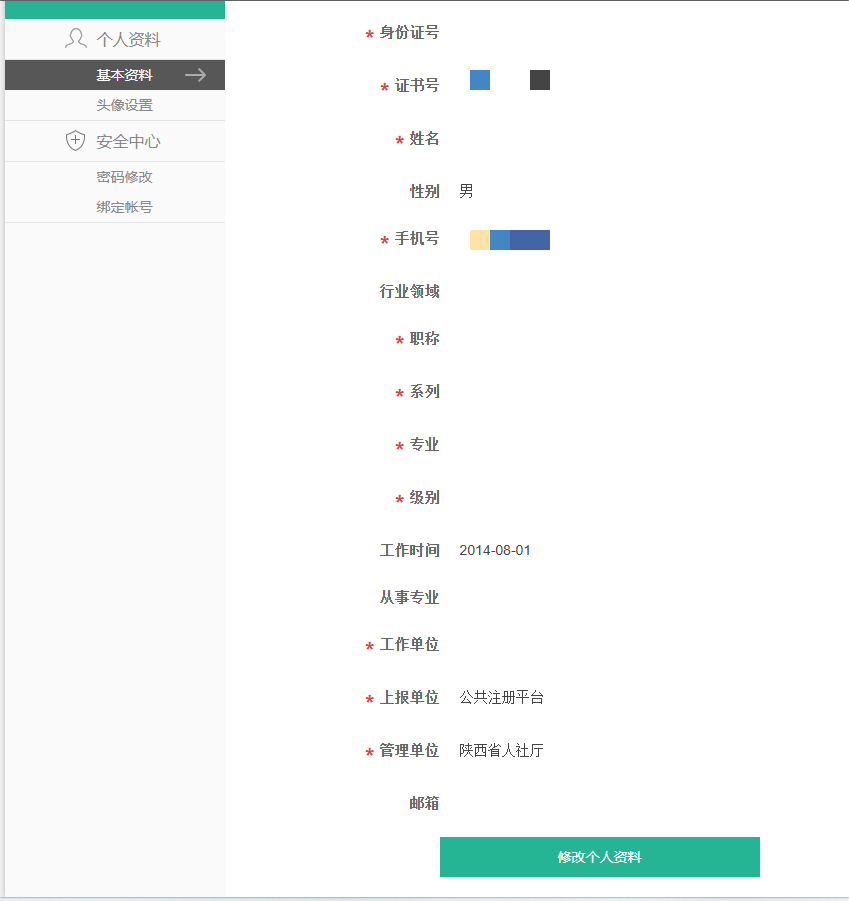 个人资料
基本资料
头像设置
安全中心
密码修改
绑定帐号
* 身份证号
* 证书号
* 姓名
性别 男
* 手机号
行业领域
* 职称
* 系列
* 专业
* 级别
工作时间 2014-08-01
从事专业
* 工作单位
* 上报单位 公共注册平台
* 管理单位 陕西省人社厅
邮箱
修改个人资料